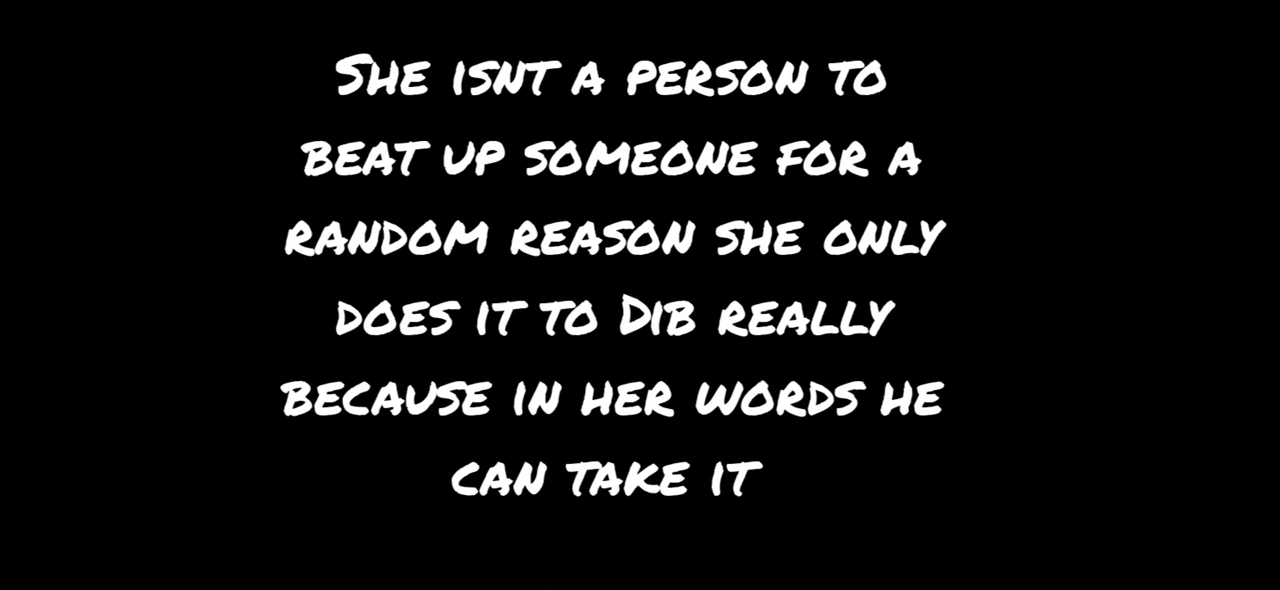 She isnt a person to
beat up someone for a
random reason she only
does it to Dib really
because in her words he
can take it